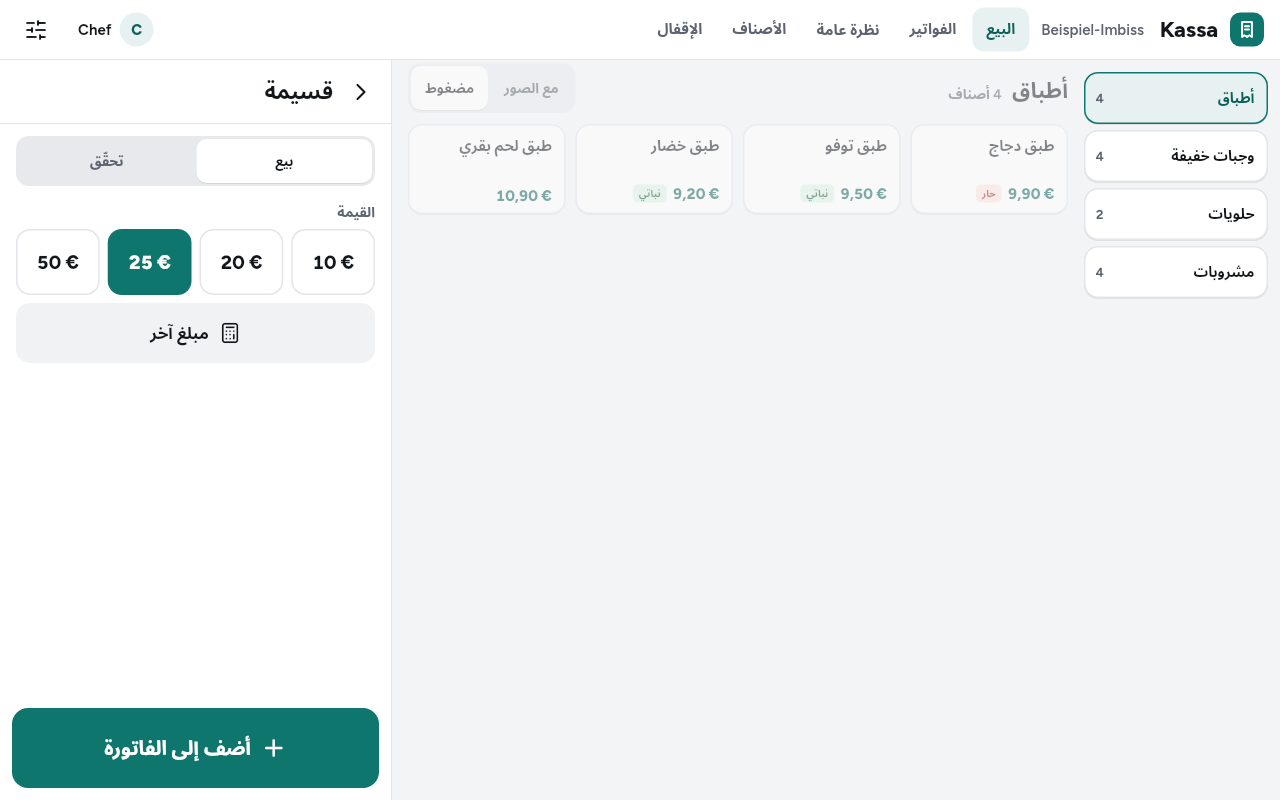 Kassa
Beispiel-Imbiss
البيع
الفواتير
نظرة عامة
الأصناف
الإقفال
C
Chef
أطباق
4
وجبات خفيفة
4
حلويات
2
مشروبات
4
أطباق
4 أصناف
مع الصور
مضغوط
طبق دجاج
9,90 €
حار
طبق توفو
9,50 €
نباتي
طبق خضار
9,20 €
نباتي
طبق لحم بقري
10,90 €
قسيمة
بيع
تحقّق
القيمة
10 €
20 €
25 €
50 €
مبلغ آخر
أضف إلى الفاتورة